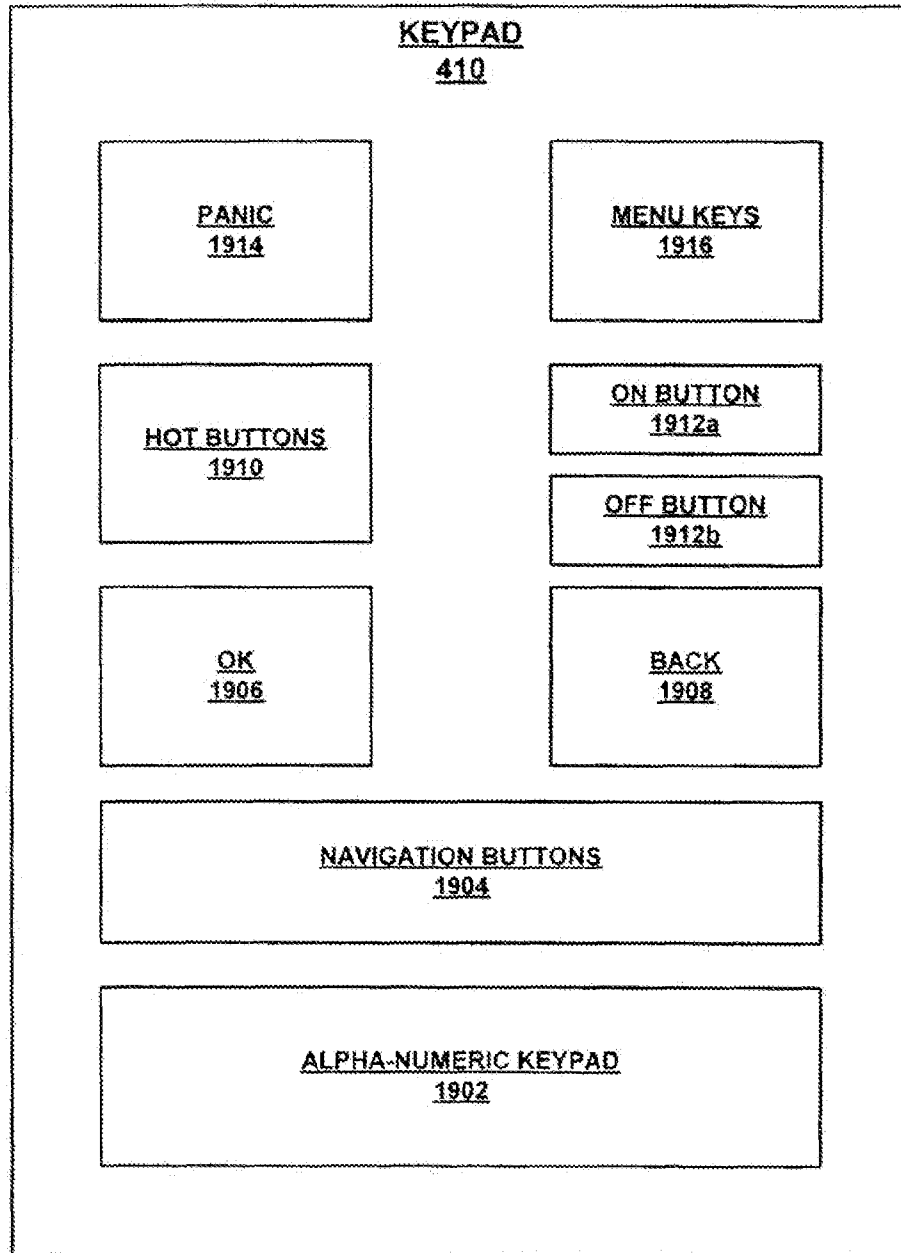 KEYPAD
410
PANIC
1914
MENU KEYS
1916
HOT BUTTONS
1910
ON BUTTON
1912a
OFF BUTTON
1912b
OK
1906
BACK
1908
NAVIGATION BUTTONS
1904
ALPHA-NUMERIC KEYPAD
1902